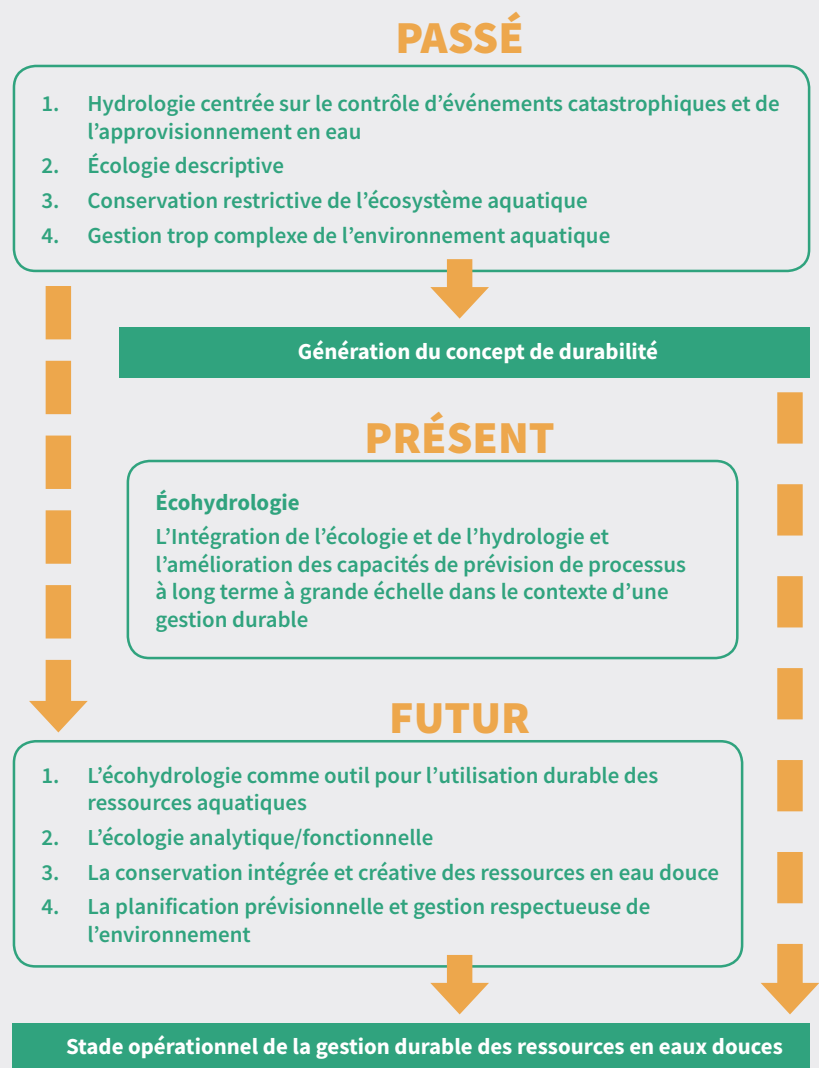 PASSÉ
1. Hydrologie centrée sur le contrôle d’événements catastrophiques et de
l’approvisionnement en eau
2. Écologie descriptive
3. Conservation restrictive de l’écosystème aquatique
4. Gestion trop complexe de l’environnement aquatique
Génération du concept de durabilité
PRÉSENT
Écohydrologie
L’Intégration de l’écologie et de l’hydrologie et
l’amélioration des capacités de prévision de processus
à long terme à grande échelle dans le contexte d’une
gestion durable
FUTUR
1. L’écohydrologie comme outil pour l’utilisation durable des
ressources aquatiques
2. L’écologie analytique/fonctionnelle
3. La conservation intégrée et créative des ressources en eau douce
4. La planification prévisionnelle et gestion respectueuse de
l’environnement
Stade opérationnel de la gestion durable des ressources en eaux douces